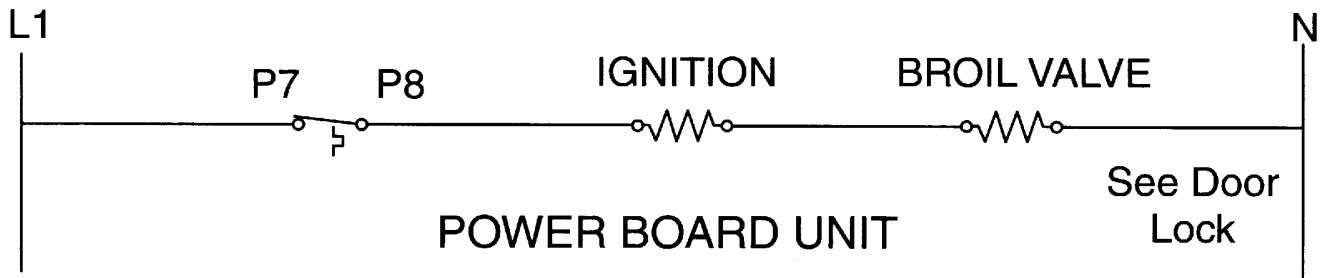 L1
N
P7
P8
IGNITION
BROIL VALVE
See Door
Lock
POWER BOARD UNIT